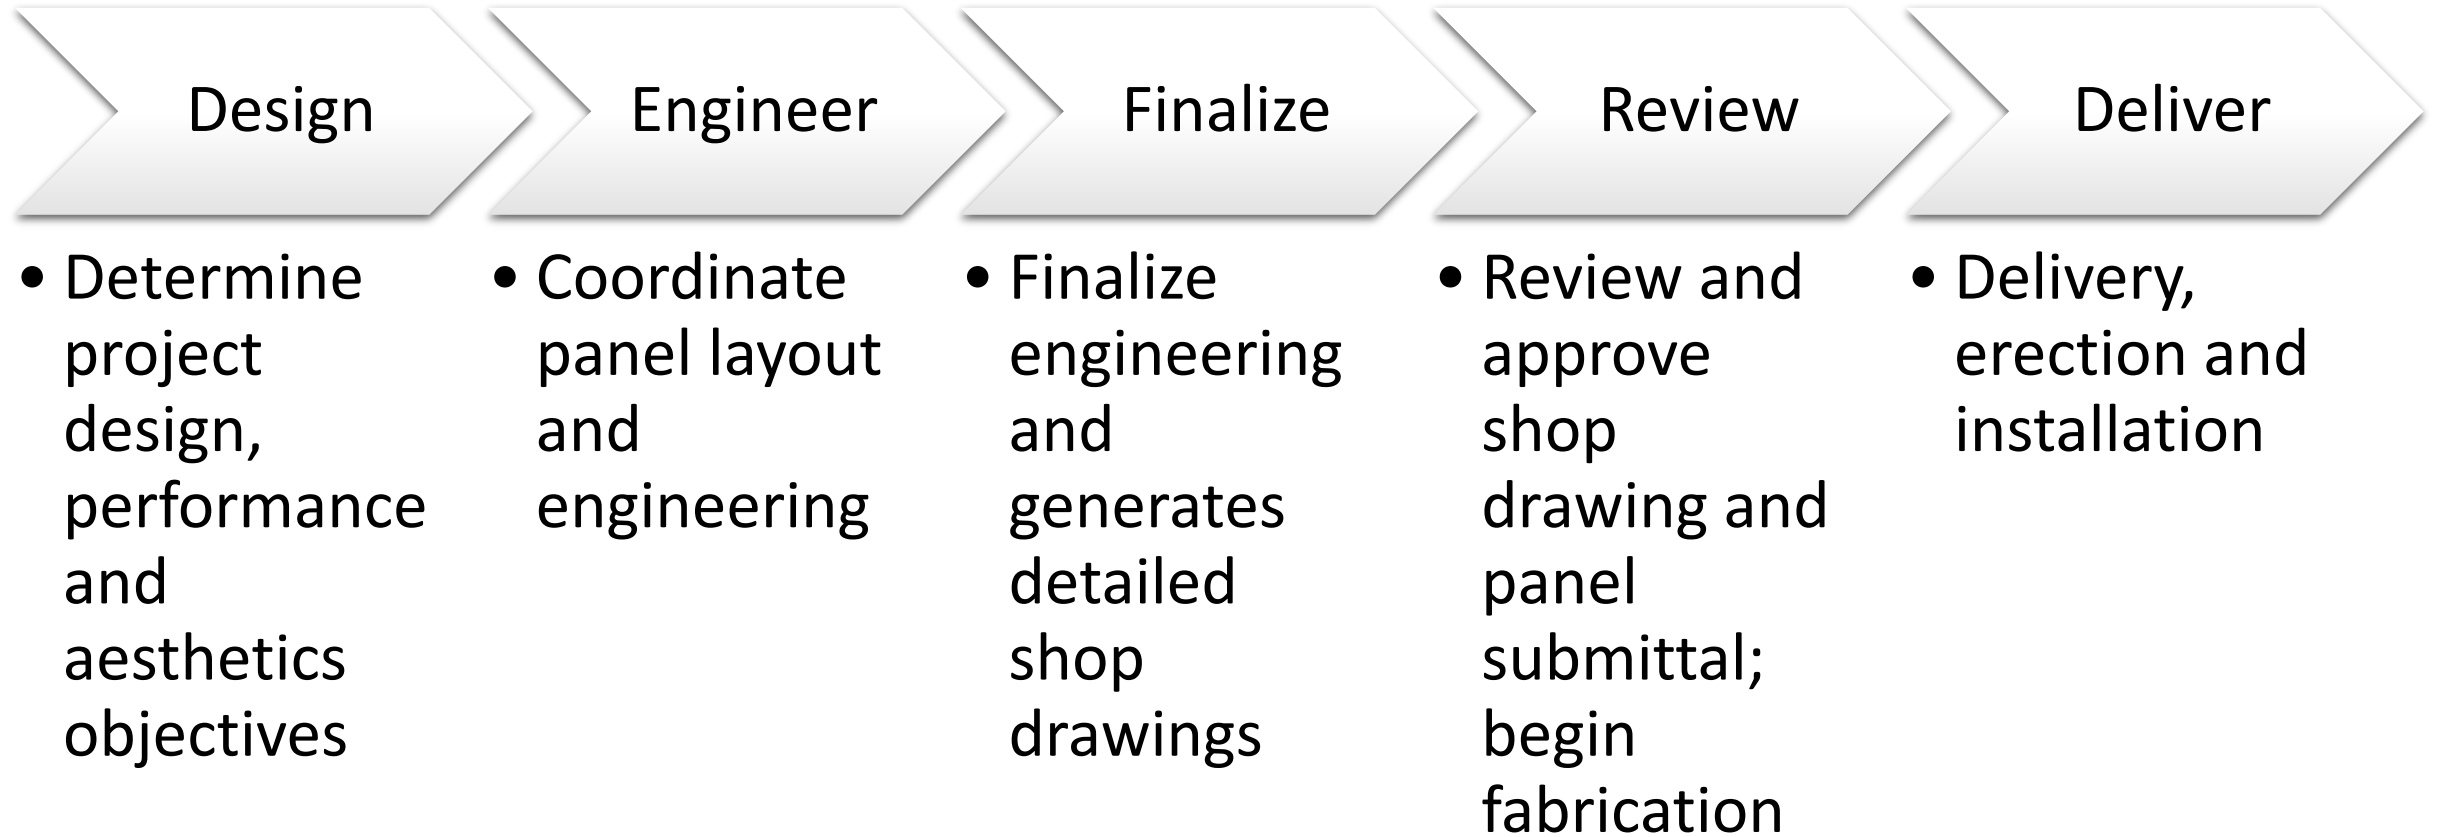 Design
Engineer
Finalize
Review
Deliver
• Determine
project
design,
performance
and
aesthetics
objectives
• Coordinate
panel layout
and
engineering
• Finalize
engineering
and
generates
detailed
shop
drawings
• Review and
approve
shop
drawing and
panel
submittal;
begin
fabrication
• Delivery,
erection and
installation